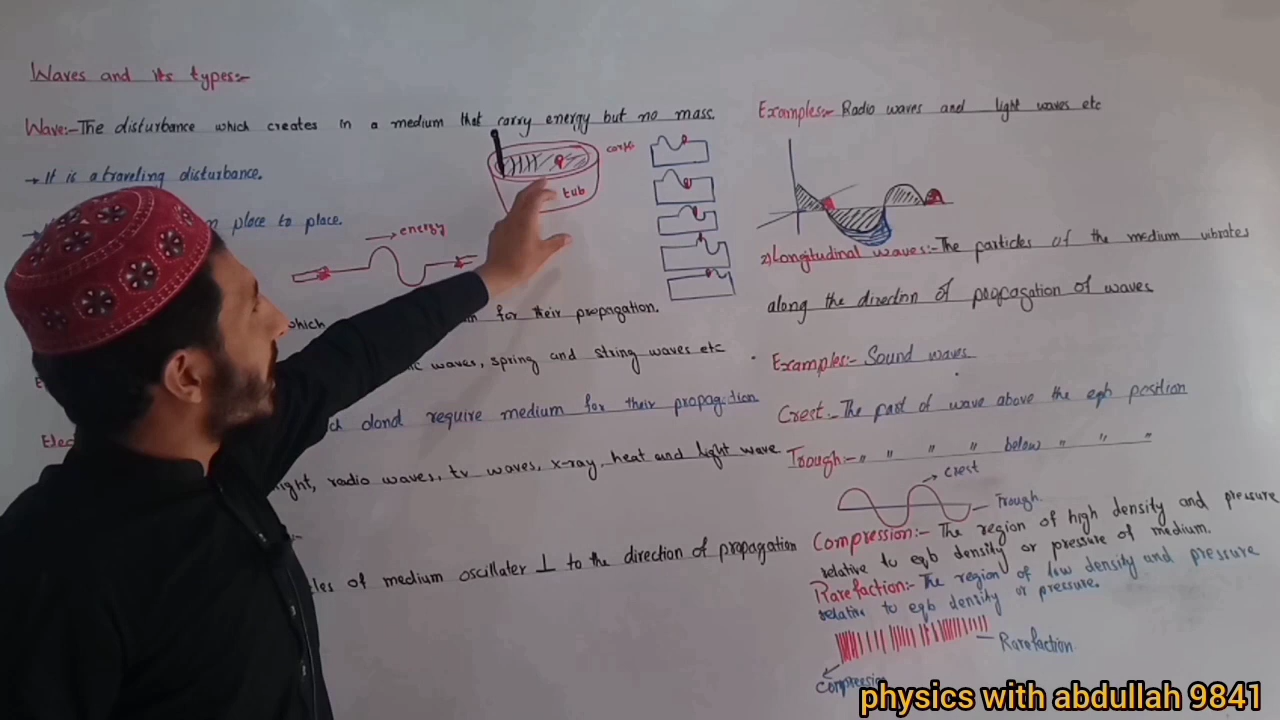 Waves and its types:-
Wave:- The disturbance which creates in a medium that carry energy but no mass.
→ It is a traveling disturbance.
place to place.
energy
tub
cork
which
for their propagation.
waves, spring and string waves etc
dond require medium for their propagation
Elec
light, radio waves, tv waves, x-ray, heat and light wave
of medium oscillater ⊥ to the direction of propagation
Examples:- Radio waves and light waves etc
2) Longitudinal waves:- The particles of the medium vibrates
along the direction of propagation of waves
Examples:- Sound waves
Crest:- The part of wave above the eqb position
Trough:- " " " " below " " "
crest
Trough.
Compression:- The region of high density and pressure
relative to eqb density or pressure of medium.
Rarefaction:- The region of low density and pressure
relative to eqb density or pressure.
Rarefaction
Compression
physics with abdullah 9841